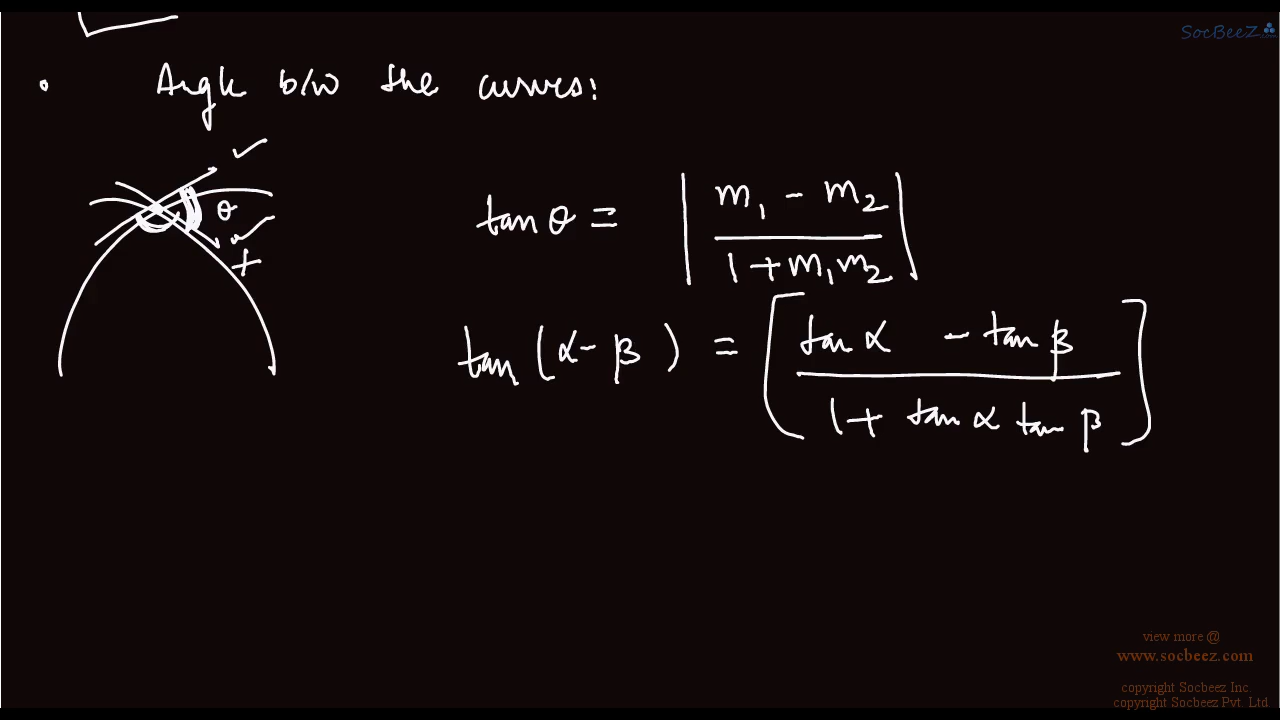 SocBeeZ.com
• Angle b/w the curves:
θ
tan θ = | m₁ - m₂ / 1 + m₁m₂ |
tan (α - β) = [ tan α - tan β / 1 + tan α tan β ]
view more @
www.socbeez.com
copyright Socbeez Inc.
copyright Socbeez Pvt. Ltd.